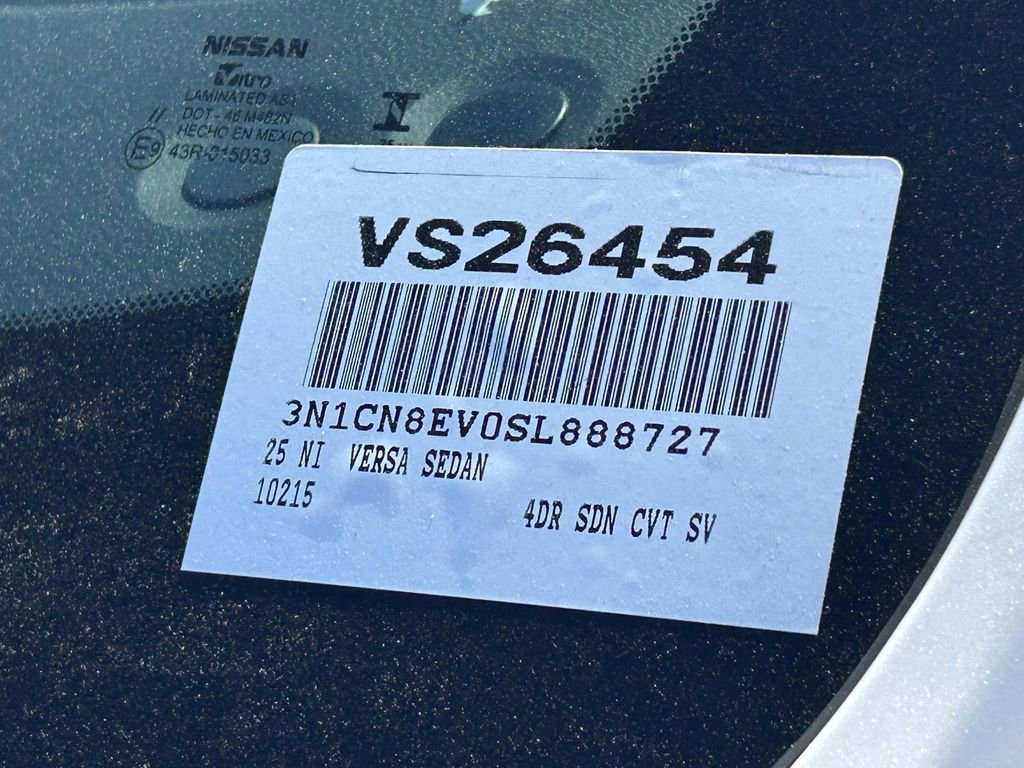 NISSAN
Vitro
LAMINATED AS1
DOT - 46 M482N
HECHO EN MEXICO
E9 43R-015033
VS26454
3N1CN8EV0SL888727
25 NI VERSA SEDAN
10215
4DR SDN CVT SV